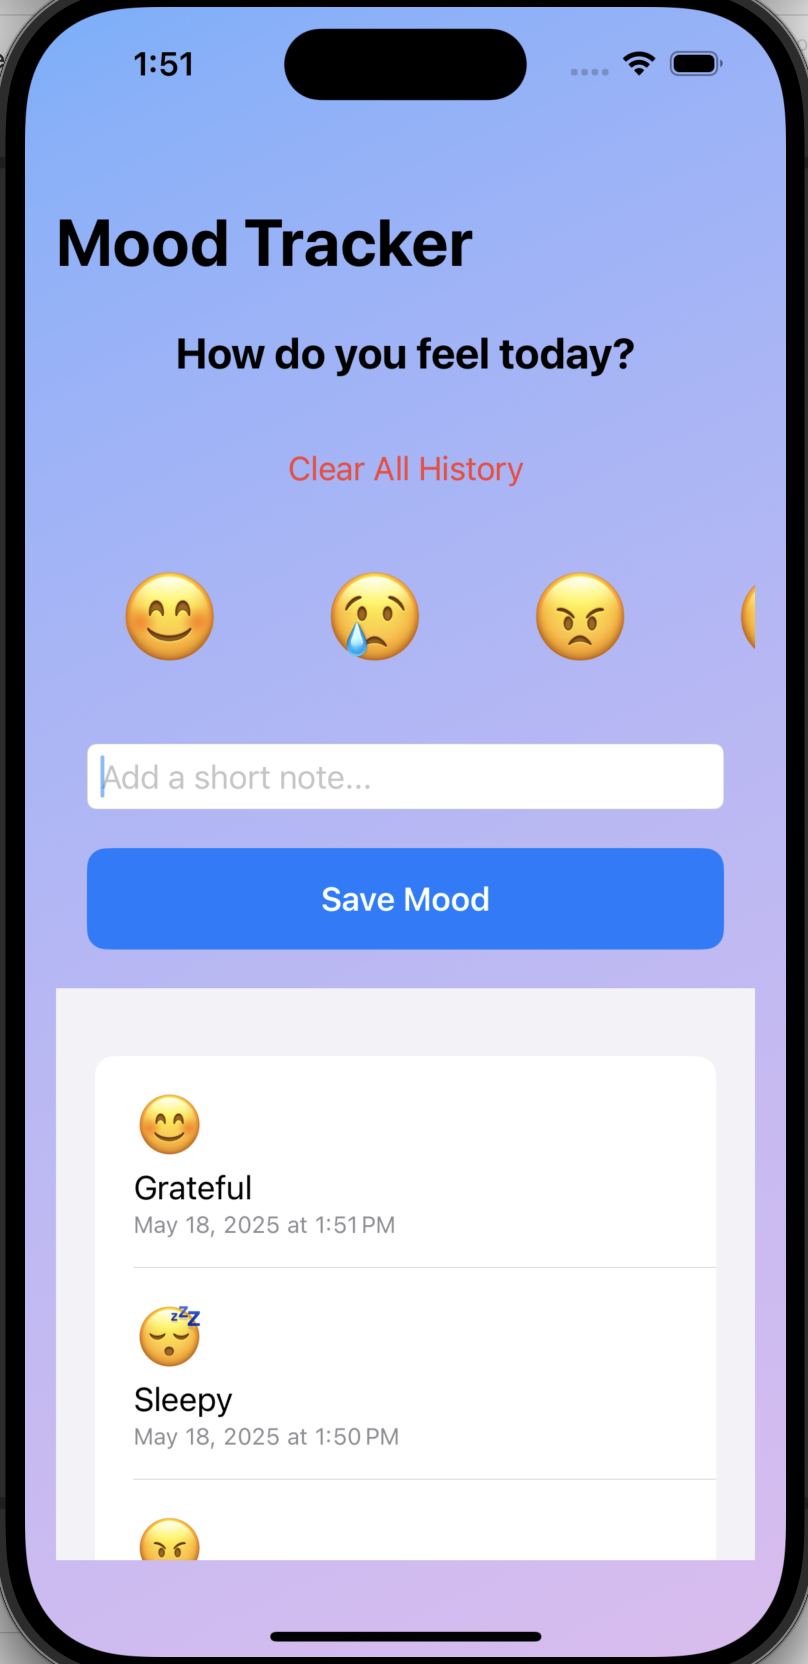 1:51
Mood Tracker
How do you feel today?
Clear All History
Add a short note...
Save Mood
Grateful
May 18, 2025 at 1:51 PM
Sleepy
May 18, 2025 at 1:50 PM